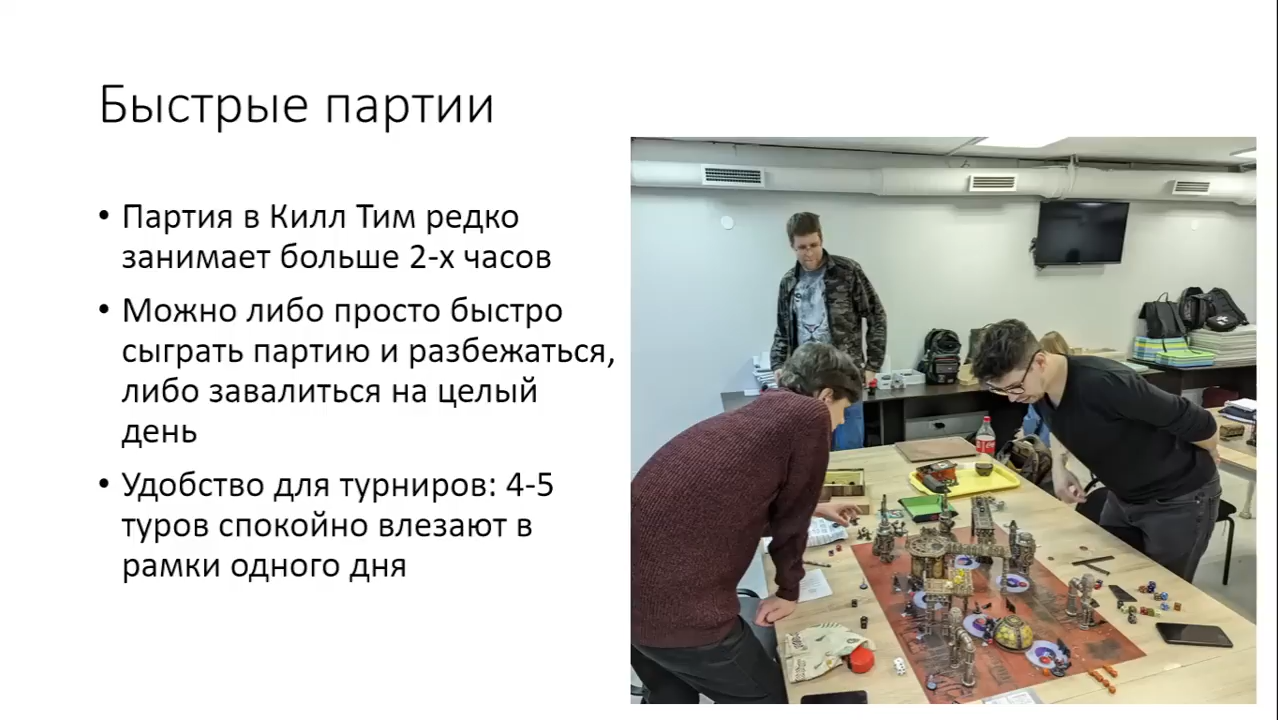 Быстрые партии
• Партия в Килл Тим редко
занимает больше 2-х часов
• Можно либо просто быстро
сыграть партию и разбежаться,
либо завалиться на целый
день
• Удобство для турниров: 4-5
туров спокойно влезают в
рамки одного дня